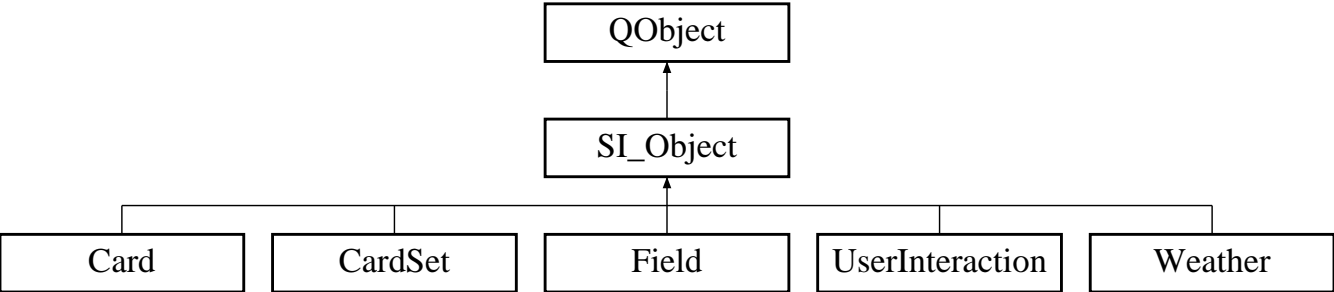 QObject
SI_Object
Card
CardSet
Field
UserInteraction
Weather